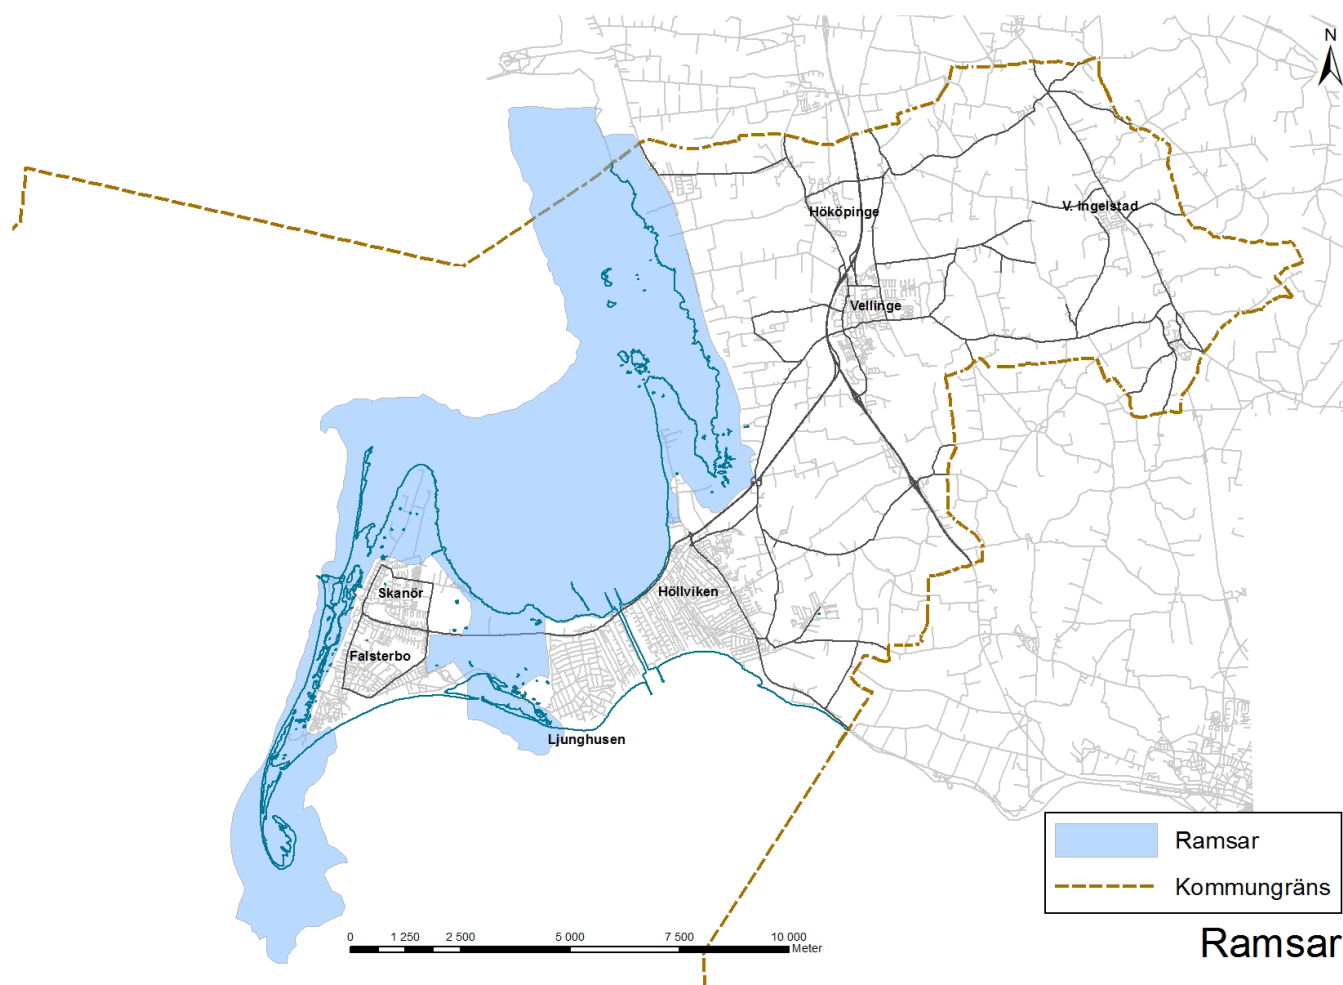 N
V. Ingelstad
Hököpinge
Vellinge
Skanör
Höllviken
Falsterbo
Ljunghusen
Ramsar
Kommungräns
0 1 250 2 500 5 000 7 500 10 000
Meter
Ramsar